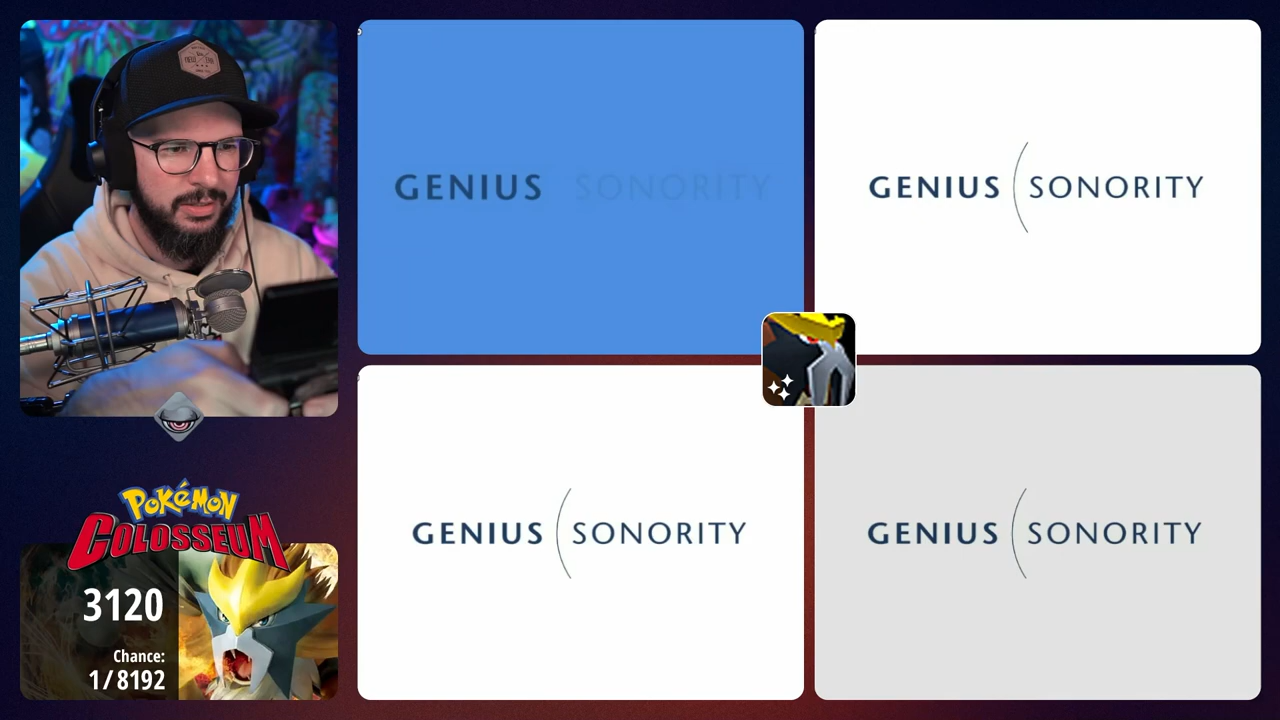 GENIUS SONORITY
GENIUS SONORITY
GENIUS SONORITY
GENIUS SONORITY
POKéMON
COLOSSEUM
3120
Chance:
1/8192